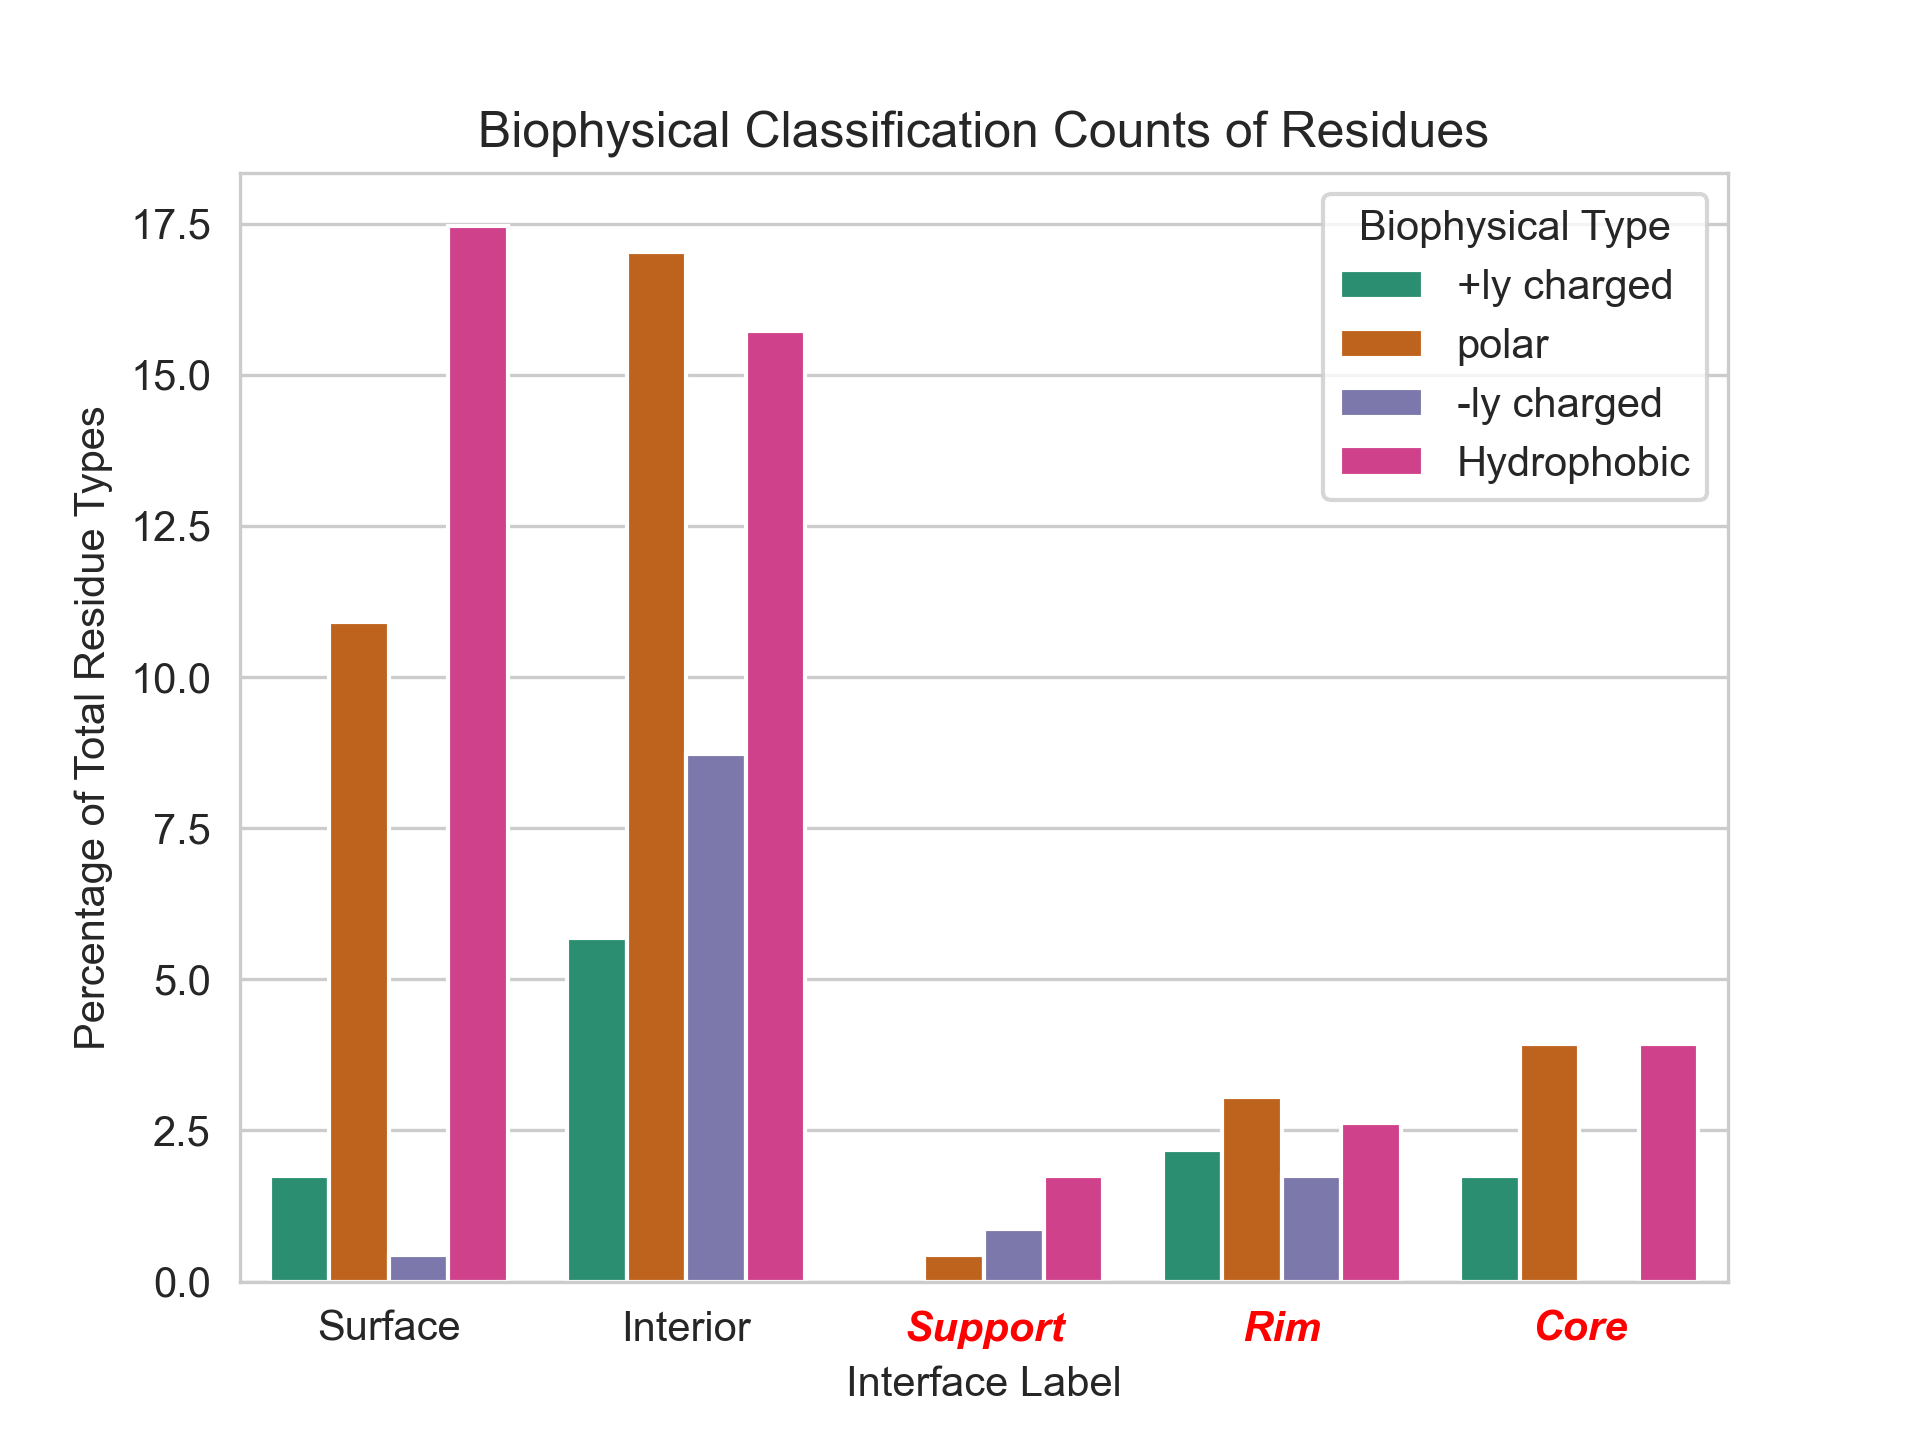 Biophysical Classification Counts of Residues
Biophysical Type
+ly charged
polar
-ly charged
Hydrophobic
Percentage of Total Residue Types
17.5
15.0
12.5
10.0
7.5
5.0
2.5
0.0
Surface Interior Support Rim Core
Interface Label